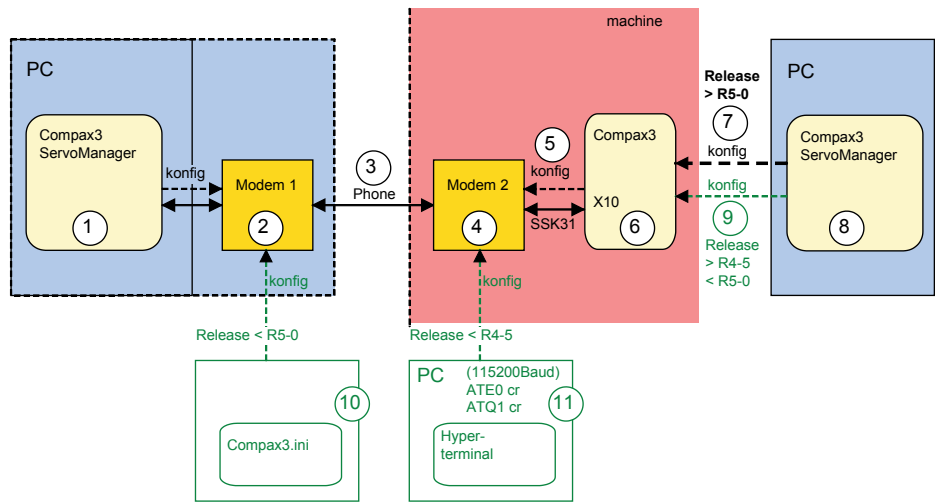 machine
PC
Compax3
ServoManager
1
konfig
Modem 1
2
3
Phone
Modem 2
4
5
konfig
SSK31
Compax3
X10
6
Release
> R5-0
7
konfig
konfig
9
Release
> R4-5
< R5-0
PC
Compax3
ServoManager
8
konfig
Release < R5-0
10
Compax3.ini
konfig
Release < R4-5
PC
(115200Baud)
ATE0 cr
ATQ1 cr
11
Hyper-
terminal